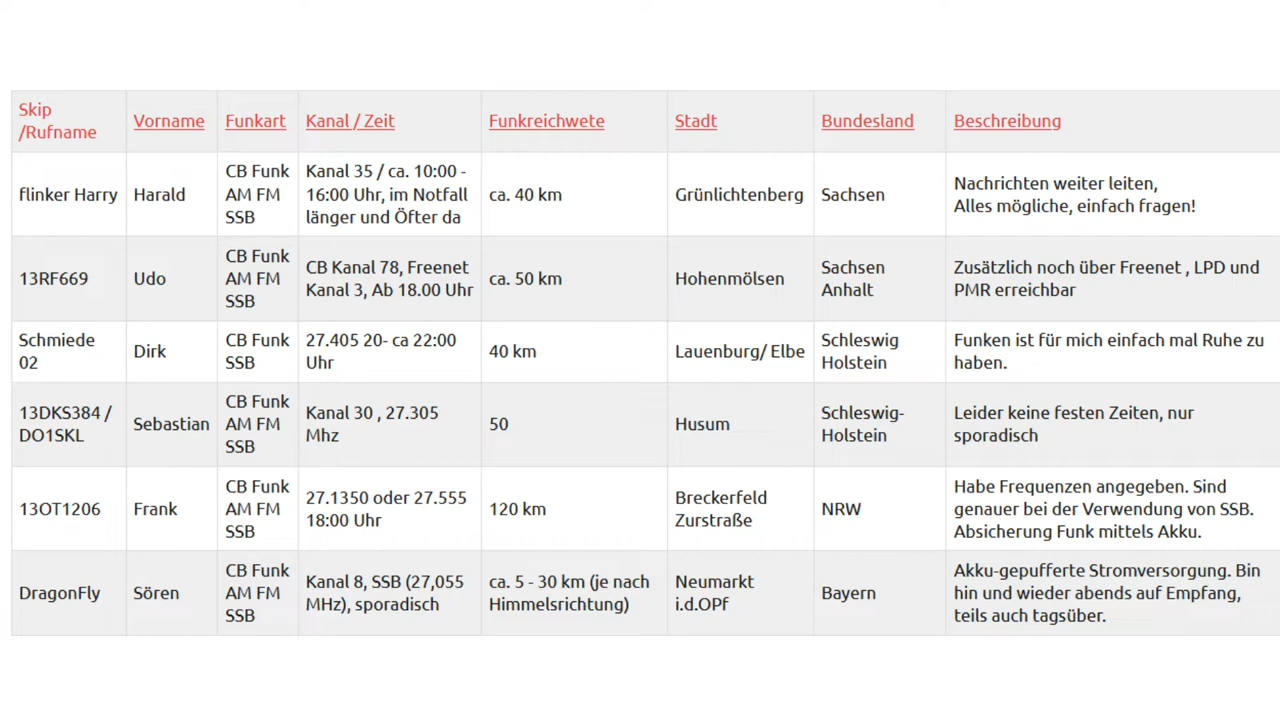 Skip
/Rufname
Vorname
Funkart
Kanal / Zeit
Funkreichwete
Stadt
Bundesland
Beschreibung
flinker Harry
Harald
CB Funk
AM FM
SSB
Kanal 35 / ca. 10:00 -
16:00 Uhr, im Notfall
länger und Öfter da
ca. 40 km
Grünlichtenberg
Sachsen
Nachrichten weiter leiten,
Alles mögliche, einfach fragen!
13RF669
Udo
CB Funk
AM FM
SSB
CB Kanal 78, Freenet
Kanal 3, Ab 18.00 Uhr
ca. 50 km
Hohenmölsen
Sachsen
Anhalt
Zusätzlich noch über Freenet , LPD und
PMR erreichbar
Schmiede
02
Dirk
CB Funk
SSB
27.405 20- ca 22:00
Uhr
40 km
Lauenburg/ Elbe
Schleswig
Holstein
Funken ist für mich einfach mal Ruhe zu
haben.
13DKS384 /
DO1SKL
Sebastian
CB Funk
AM FM
SSB
Kanal 30 , 27.305
Mhz
50
Husum
Schleswig-
Holstein
Leider keine festen Zeiten, nur
sporadisch
13OT1206
Frank
CB Funk
AM FM
SSB
27.1350 oder 27.555
18:00 Uhr
120 km
Breckerfeld
Zurstraße
NRW
Habe Frequenzen angegeben. Sind
genauer bei der Verwendung von SSB.
Absicherung Funk mittels Akku.
DragonFly
Sören
CB Funk
AM FM
SSB
Kanal 8, SSB (27,055
MHz), sporadisch
ca. 5 - 30 km (je nach
Himmelsrichtung)
Neumarkt
i.d.OPf
Bayern
Akku-gepufferte Stromversorgung. Bin
hin und wieder abends auf Empfang,
teils auch tagsüber.